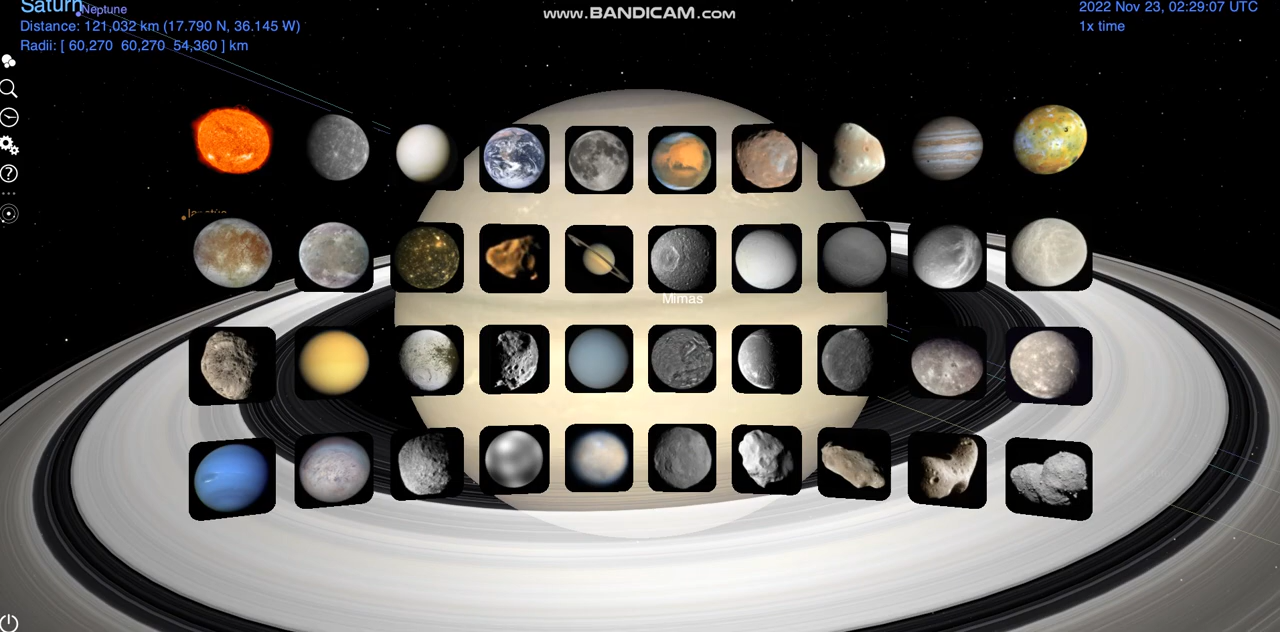 Saturn
Neptune
Distance: 121,032 km (17.790 N, 36.145 W)
Radii: [ 60,270 60,270 54,360 ] km
www.BANDICAM.com
2022 Nov 23, 02:29:07 UTC
1x time
Iapetus
Mimas